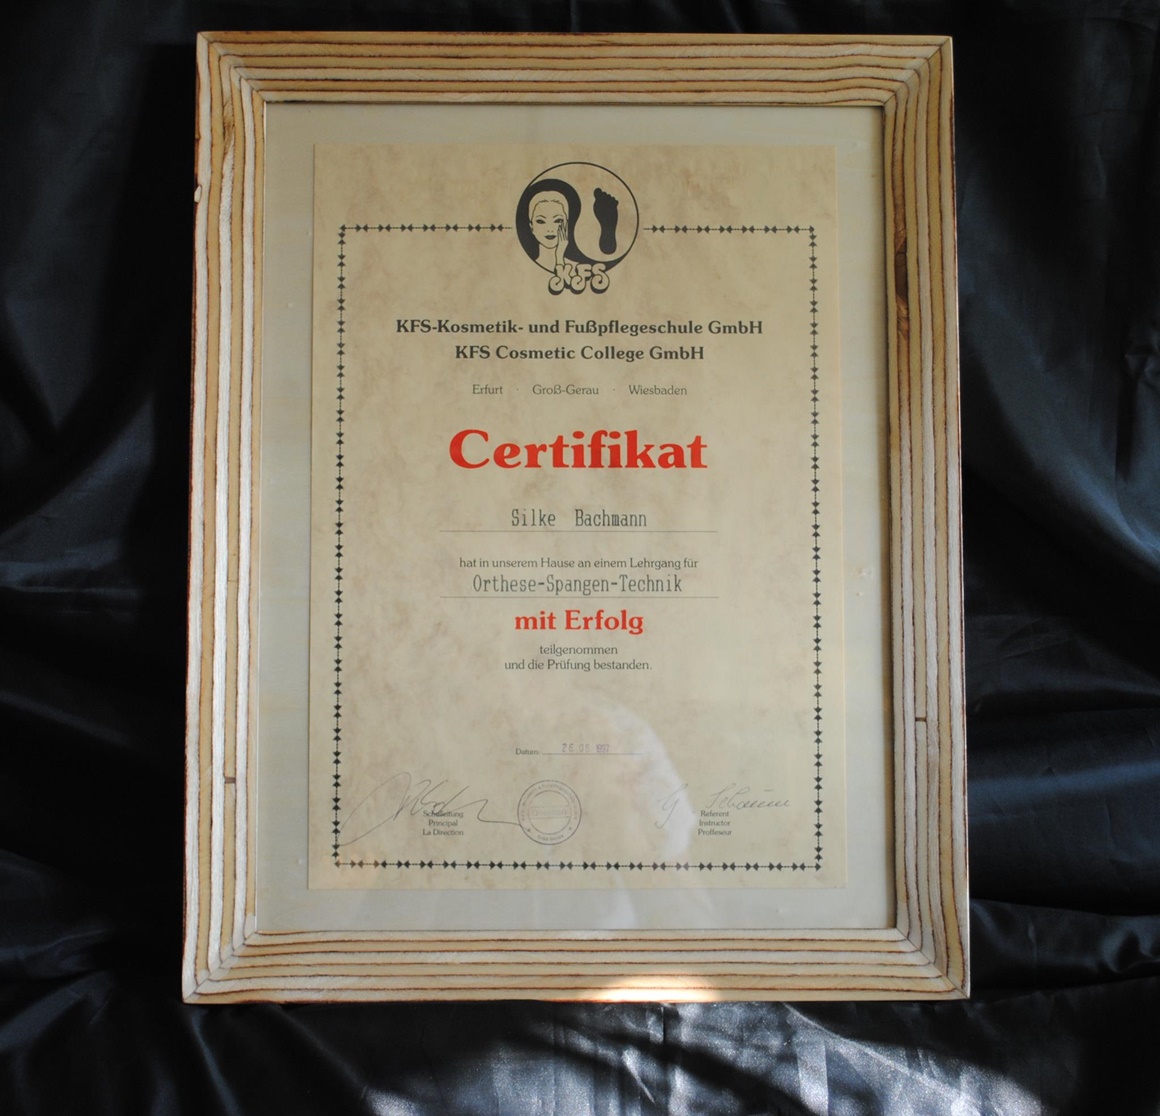 KFS
KFS-Kosmetik- und Fußpflegeschule GmbH
KFS Cosmetic College GmbH
Erfurt · Groß-Gerau · Wiesbaden
Certifikat
Silke Bachmann
hat in unserem Hause an einem Lehrgang für
Orthese-Spangen-Technik
mit Erfolg
teilgenommen
und die Prüfung bestanden.
Datum:
Schulleitung
Principal
La Direction
Referent
Instructor
Proffeseur